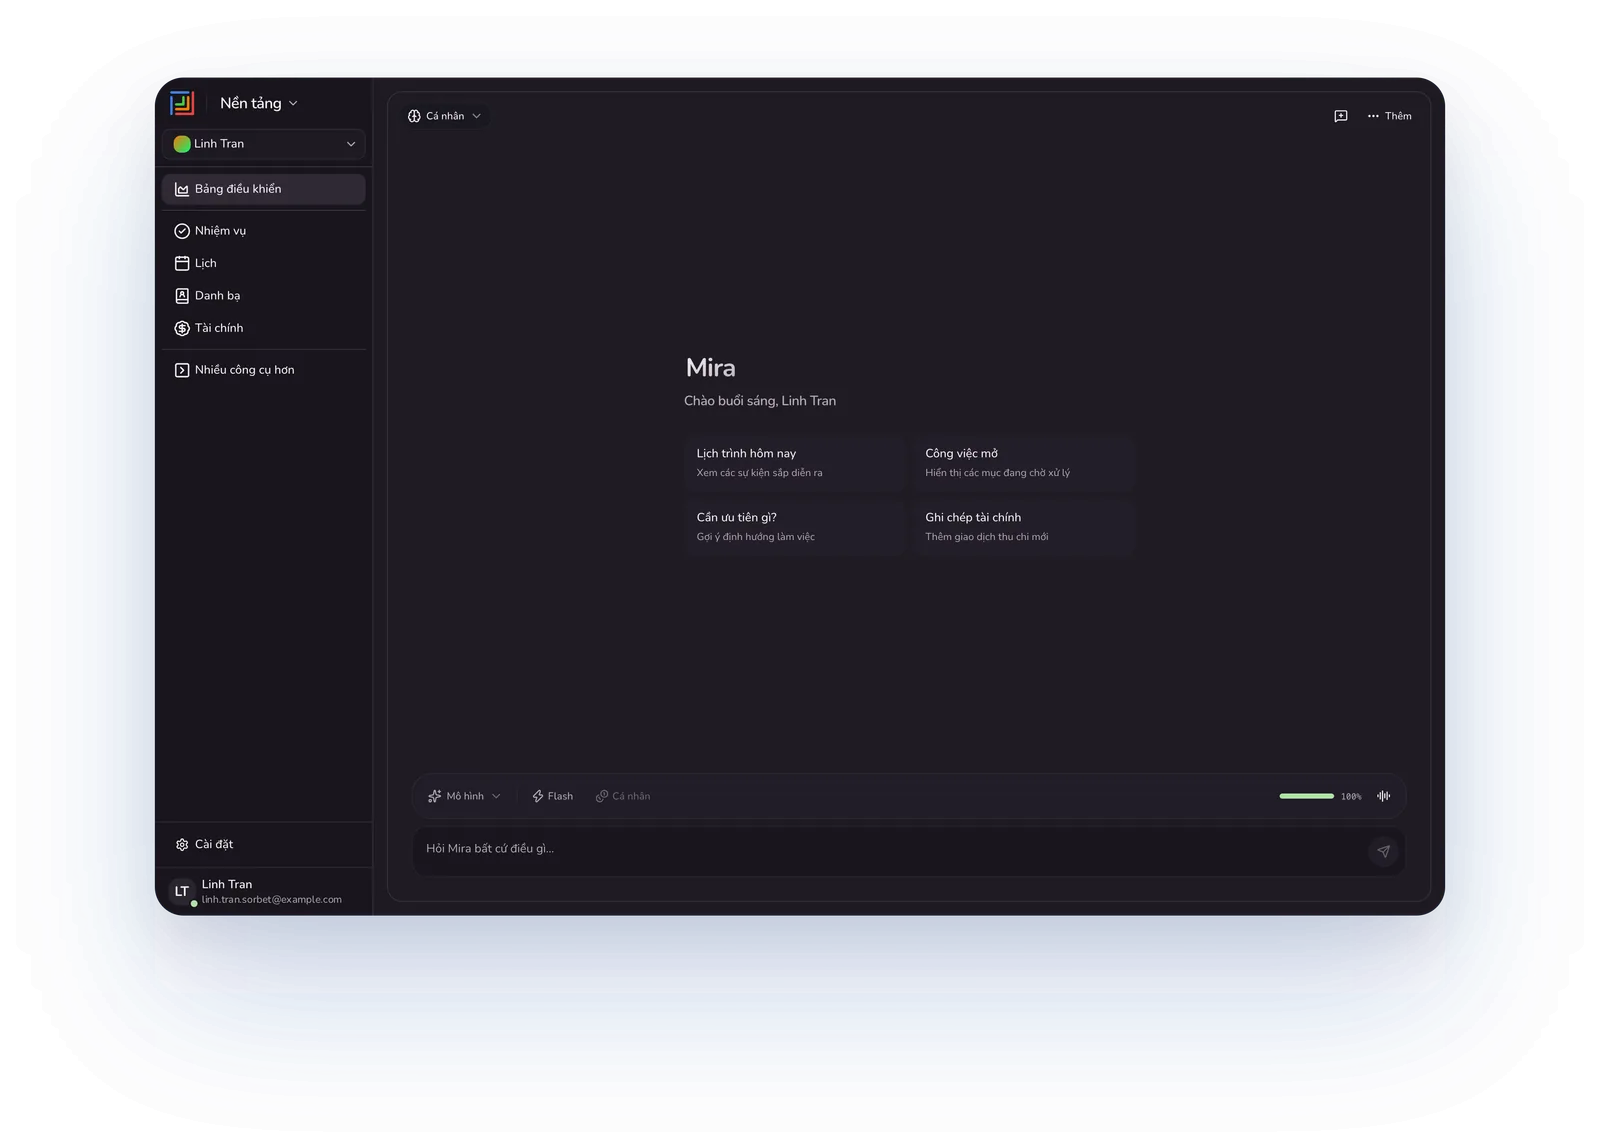 Nền tảng
Linh Tran
Bảng điều khiển
Nhiệm vụ
Lịch
Danh bạ
Tài chính
Nhiều công cụ hơn
Cài đặt
LT
Linh Tran
linh.tran.sorbet@example.com
Cá nhân
Thêm
Mira
Chào buổi sáng, Linh Tran
Lịch trình hôm nay
Xem các sự kiện sắp diễn ra
Công việc mở
Hiển thị các mục đang chờ xử lý
Cần ưu tiên gì?
Gợi ý định hướng làm việc
Ghi chép tài chính
Thêm giao dịch thu chi mới
Mô hình
Flash
Cá nhân
100%
Hỏi Mira bất cứ điều gì...